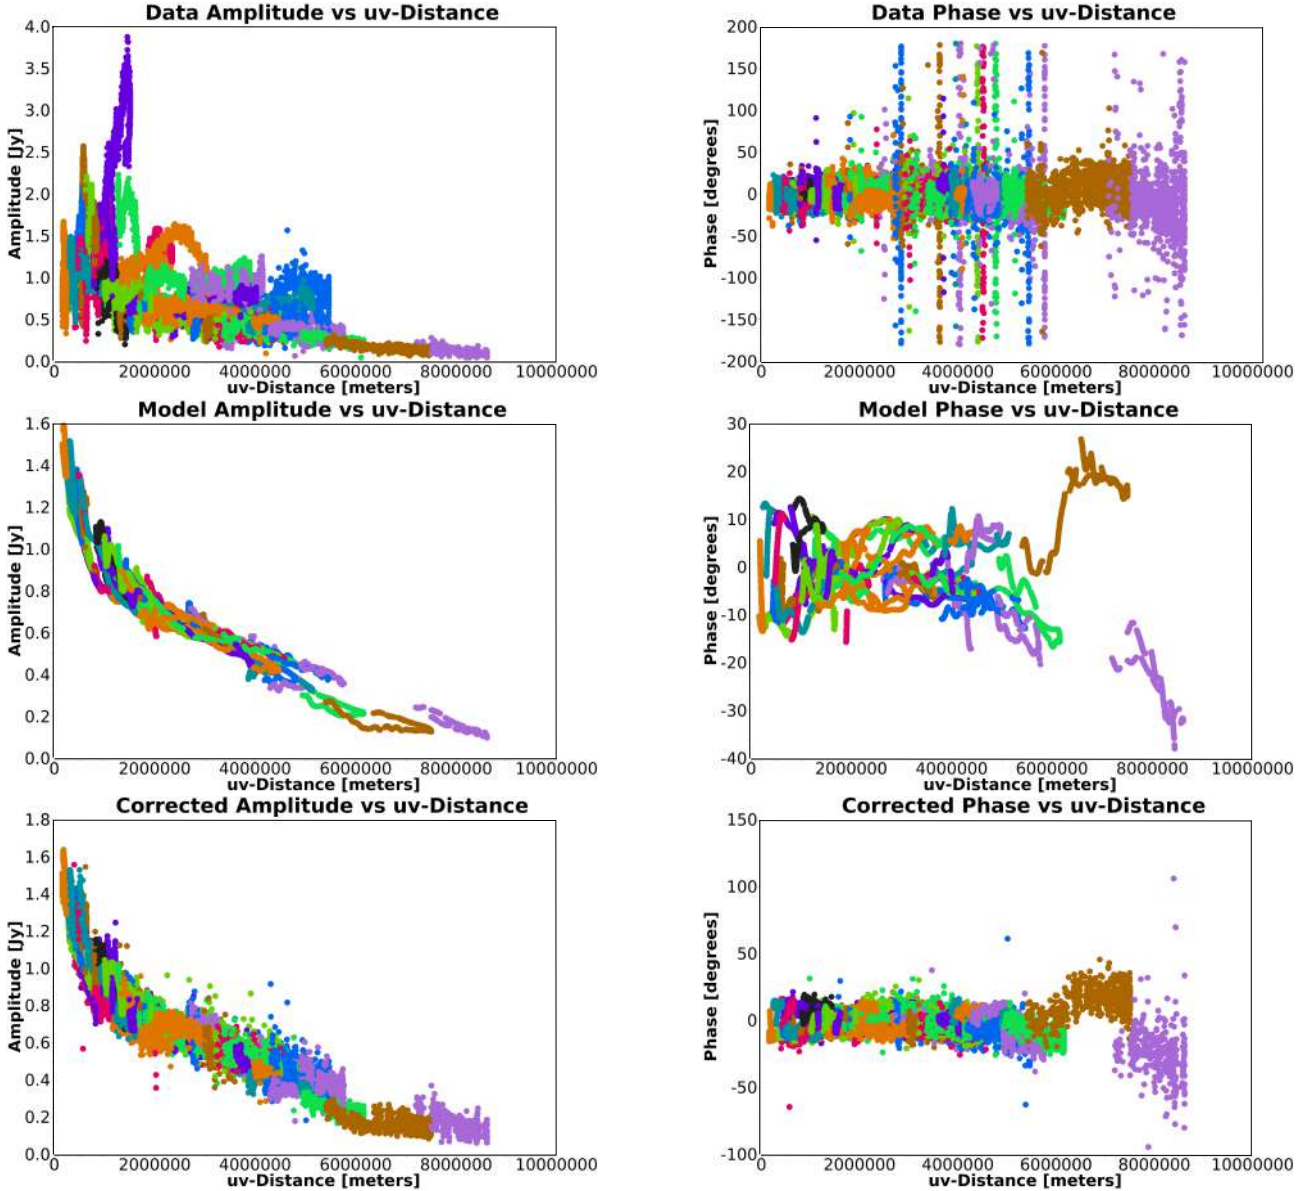 Data Amplitude vs uv-Distance
4.0
3.5
3.0
2.5
2.0
1.5
1.0
0.5
0.0
Amplitude [Jy]
0 2000000 4000000 6000000 8000000 10000000
uv-Distance [meters]
Data Phase vs uv-Distance
200
150
100
50
0
-50
-100
-150
-200
Phase [degrees]
0 2000000 4000000 6000000 8000000 10000000
uv-Distance [meters]
Model Amplitude vs uv-Distance
1.6
1.4
1.2
1.0
0.8
0.6
0.4
0.2
0.0
Amplitude [Jy]
0 2000000 4000000 6000000 8000000 10000000
uv-Distance [meters]
Model Phase vs uv-Distance
30
20
10
0
-10
-20
-30
-40
Phase [degrees]
0 2000000 4000000 6000000 8000000 10000000
uv-Distance [meters]
Corrected Amplitude vs uv-Distance
1.8
1.6
1.4
1.2
1.0
0.8
0.6
0.4
0.2
0.0
Amplitude [Jy]
0 2000000 4000000 6000000 8000000 10000000
uv-Distance [meters]
Corrected Phase vs uv-Distance
150
100
50
0
-50
-100
Phase [degrees]
0 2000000 4000000 6000000 8000000 10000000
uv-Distance [meters]